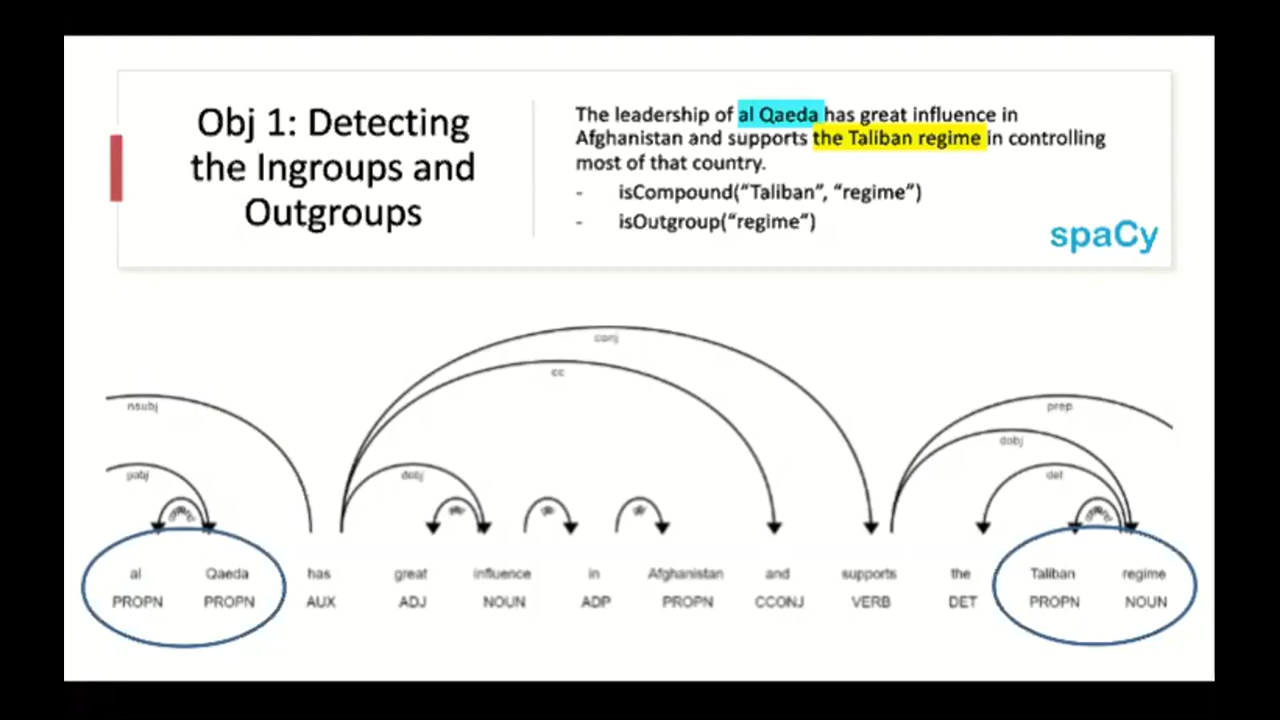 Obj 1: Detecting
the Ingroups and
Outgroups
The leadership of al Qaeda has great influence in
Afghanistan and supports the Taliban regime in controlling
most of that country.
- isCompound("Taliban", "regime")
- isOutgroup("regime")
spaCy
conj
cc
nsubj
prep
dobj
pobj
dobj
det
al Qaeda has great influence in Afghanistan and supports the Taliban regime
PROPN PROPN AUX ADJ NOUN ADP PROPN CCONJ VERB DET PROPN NOUN